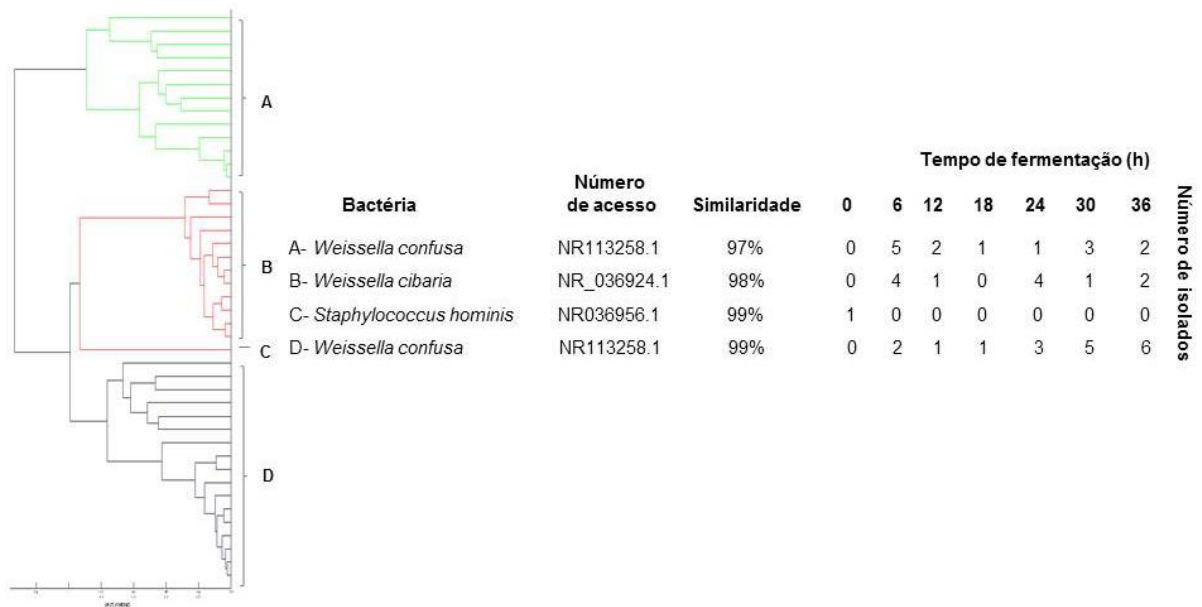 A
B
C
D
Tempo de fermentação (h)
Bactéria Número de acesso Similaridade 0 6 12 18 24 30 36
A- Weissella confusa NR113258.1 97% 0 5 2 1 1 3 2
B- Weissella cibaria NR_036924.1 98% 0 4 1 0 4 1 2
C- Staphylococcus hominis NR036956.1 99% 1 0 0 0 0 0 0
D- Weissella confusa NR113258.1 99% 0 2 1 1 3 5 6
Número de isolados